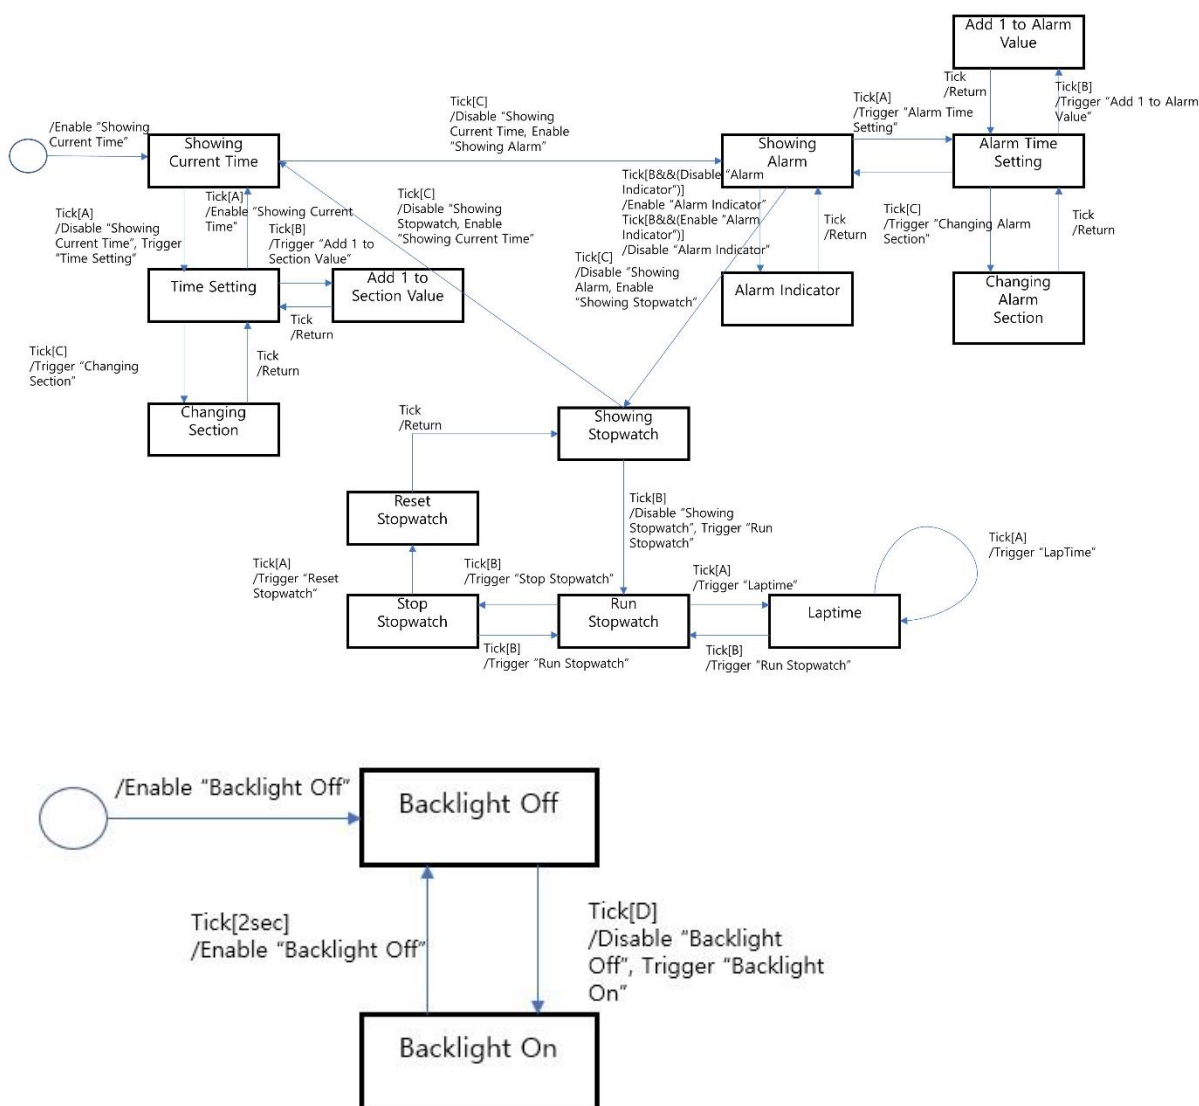 Add 1 to Alarm
Value
Tick
/Return
Tick[B]
/Trigger “Add 1 to Alarm
Value”
Tick[C]
/Disable “Showing
Current Time, Enable
“Showing Alarm”
Tick[A]
/Trigger “Alarm Time
Setting”
/Enable “Showing
Current Time”
Showing
Current Time
Showing
Alarm
Alarm Time
Setting
Tick[A]
/Disable “Showing
Current Time”, Trigger
“Time Setting”
Tick[A]
/Enable “Showing Current
Time”
Tick[B]
/Trigger “Add 1 to
Section Value”
Tick[C]
/Disable “Showing
Stopwatch, Enable
“Showing Current Time”
Tick[B&&(Disable “Alarm
Indicator”)]
/Enable “Alarm Indicator”
Tick[B&&(Enable “Alarm
Indicator”)]
/Disable “Alarm Indicator”
Tick
/Return
Tick[C]
/Trigger “Changing Alarm
Section”
Tick
/Return
Tick[C]
/Disable “Showing
Alarm, Enable
“Showing Stopwatch”
Time Setting
Add 1 to
Section Value
Alarm Indicator
Changing
Alarm
Section
Tick
/Return
Tick[C]
/Trigger “Changing
Section”
Tick
/Return
Changing
Section
Tick
/Return
Showing
Stopwatch
Reset
Stopwatch
Tick[B]
/Disable “Showing
Stopwatch”, Trigger “Run
Stopwatch”
Tick[A]
/Trigger “Reset
Stopwatch”
Tick[B]
/Trigger “Stop Stopwatch”
Tick[A]
/Trigger “Laptime”
Tick[A]
/Trigger “LapTime”
Stop
Stopwatch
Run
Stopwatch
Laptime
Tick[B]
/Trigger “Run Stopwatch”
Tick[B]
/Trigger “Run Stopwatch”
/Enable “Backlight Off”
Backlight Off
Tick[2sec]
/Enable “Backlight Off”
Tick[D]
/Disable “Backlight
Off”, Trigger “Backlight
On”
Backlight On